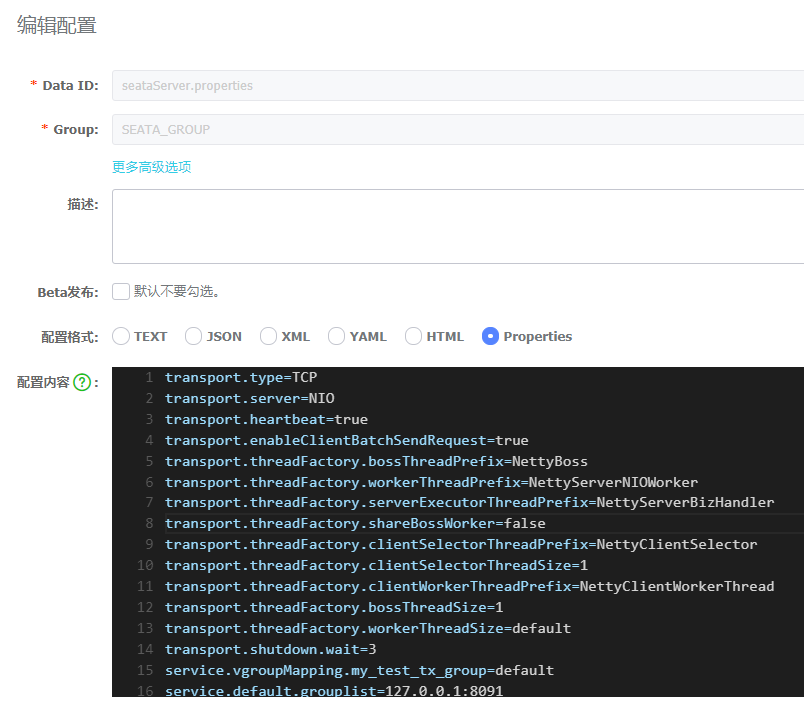 编辑配置
* Data ID: seataServer.properties
* Group: SEATA_GROUP
更多高级选项
描述:
Beta发布: 默认不要勾选。
配置格式: TEXT JSON XML YAML HTML Properties
配置内容 ? :
1 transport.type=TCP
2 transport.server=NIO
3 transport.heartbeat=true
4 transport.enableClientBatchSendRequest=true
5 transport.threadFactory.bossThreadPrefix=NettyBoss
6 transport.threadFactory.workerThreadPrefix=NettyServerNIOWorker
7 transport.threadFactory.serverExecutorThreadPrefix=NettyServerBizHandler
8 transport.threadFactory.shareBossWorker=false
9 transport.threadFactory.clientSelectorThreadPrefix=NettyClientSelector
10 transport.threadFactory.clientSelectorThreadSize=1
11 transport.threadFactory.clientWorkerThreadPrefix=NettyClientWorkerThread
12 transport.threadFactory.bossThreadSize=1
13 transport.threadFactory.workerThreadSize=default
14 transport.shutdown.wait=3
15 service.vgroupMapping.my_test_tx_group=default
16 service.default.grouplist=127.0.0.1:8091